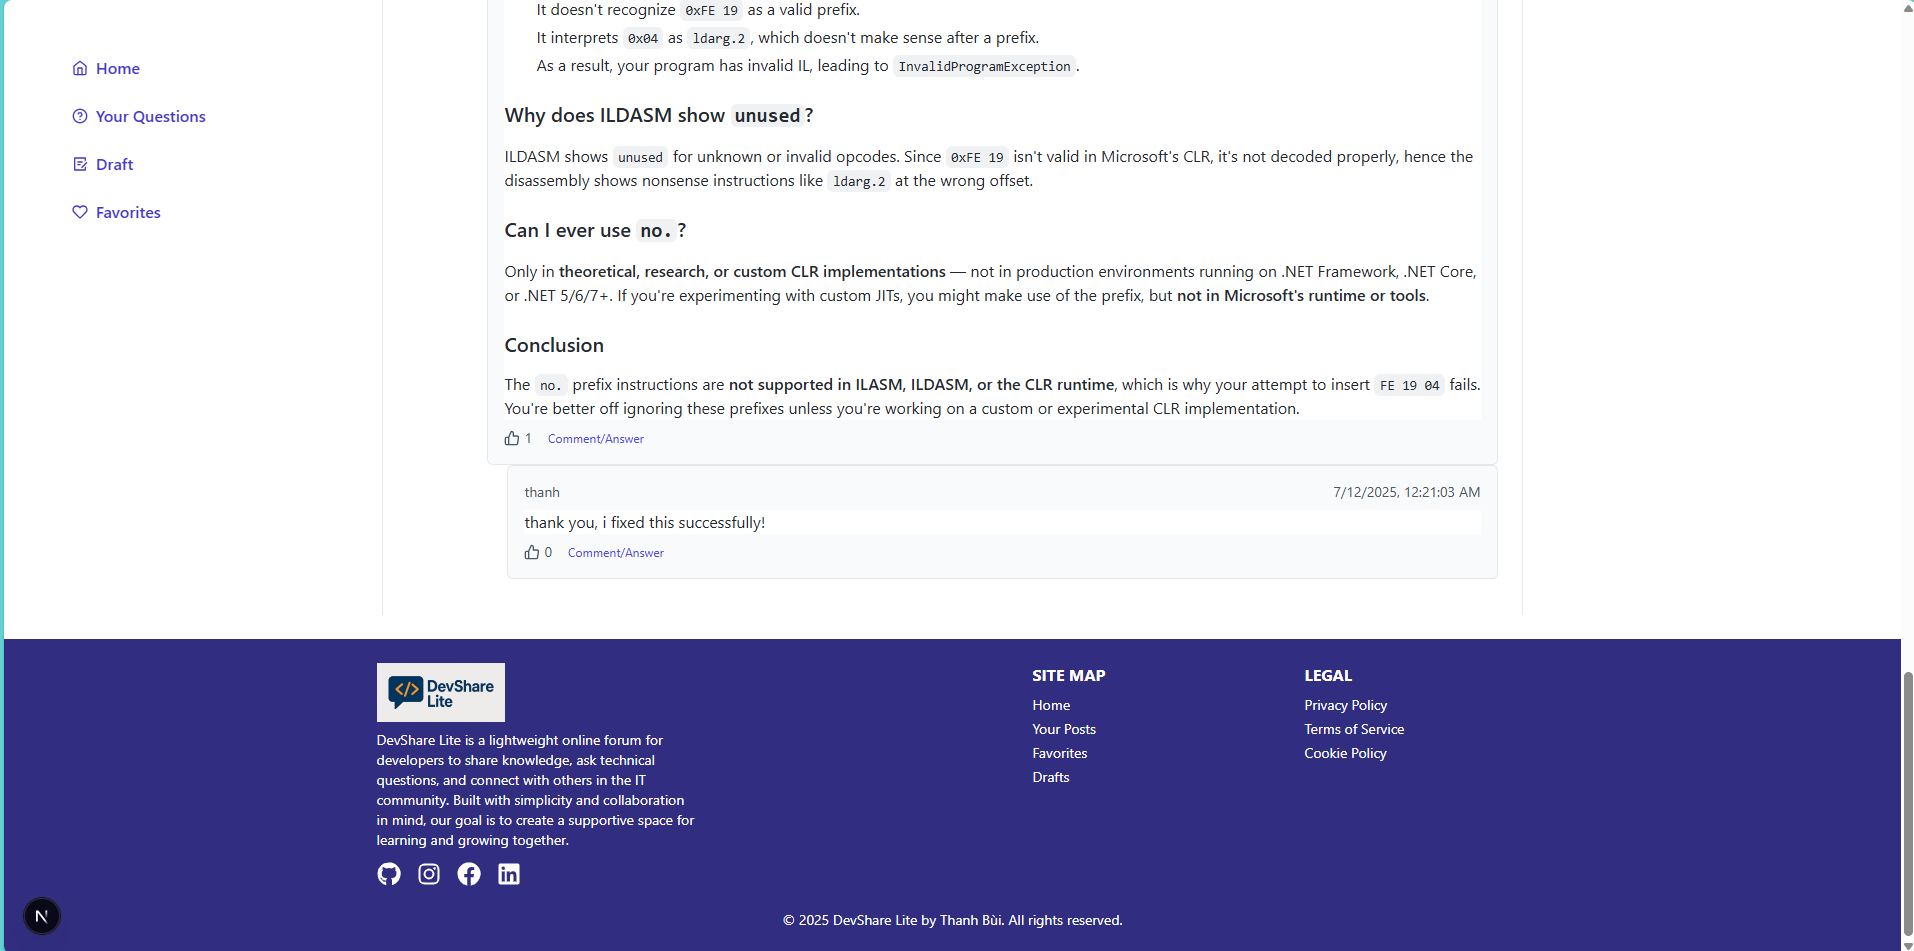 Home
Your Questions
Draft
Favorites
It doesn't recognize 0xFE 19 as a valid prefix.
It interprets 0x04 as ldarg.2, which doesn't make sense after a prefix.
As a result, your program has invalid IL, leading to InvalidProgramException.
Why does ILDASM show unused?
ILDASM shows unused for unknown or invalid opcodes. Since 0xFE 19 isn't valid in Microsoft's CLR, it's not decoded properly, hence the
disassembly shows nonsense instructions like ldarg.2 at the wrong offset.
Can I ever use no.?
Only in theoretical, research, or custom CLR implementations — not in production environments running on .NET Framework, .NET Core,
or .NET 5/6/7+. If you're experimenting with custom JITs, you might make use of the prefix, but not in Microsoft's runtime or tools.
Conclusion
The no. prefix instructions are not supported in ILASM, ILDASM, or the CLR runtime, which is why your attempt to insert FE 19 04 fails.
You're better off ignoring these prefixes unless you're working on a custom or experimental CLR implementation.
1 Comment/Answer
thanh 7/12/2025, 12:21:03 AM
thank you, i fixed this successfully!
0 Comment/Answer
</> DevShare
Lite
DevShare Lite is a lightweight online forum for
developers to share knowledge, ask technical
questions, and connect with others in the IT
community. Built with simplicity and collaboration
in mind, our goal is to create a supportive space for
learning and growing together.
SITE MAP
Home
Your Posts
Favorites
Drafts
LEGAL
Privacy Policy
Terms of Service
Cookie Policy
N
© 2025 DevShare Lite by Thanh Bùi. All rights reserved.